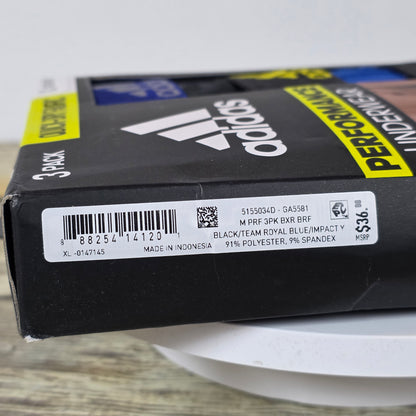 adidas
PERFORMANCE
UNDERWEAR
3 PACK
5155034D - GA5581
M PRF 3PK BXR BRF
BLACK/TEAM ROYAL BLUE/IMPACT Y
91% POLYESTER, 9% SPANDEX
8 88254 14120 1
XL -0147145
MADE IN INDONESIA
$36.00
MSRP